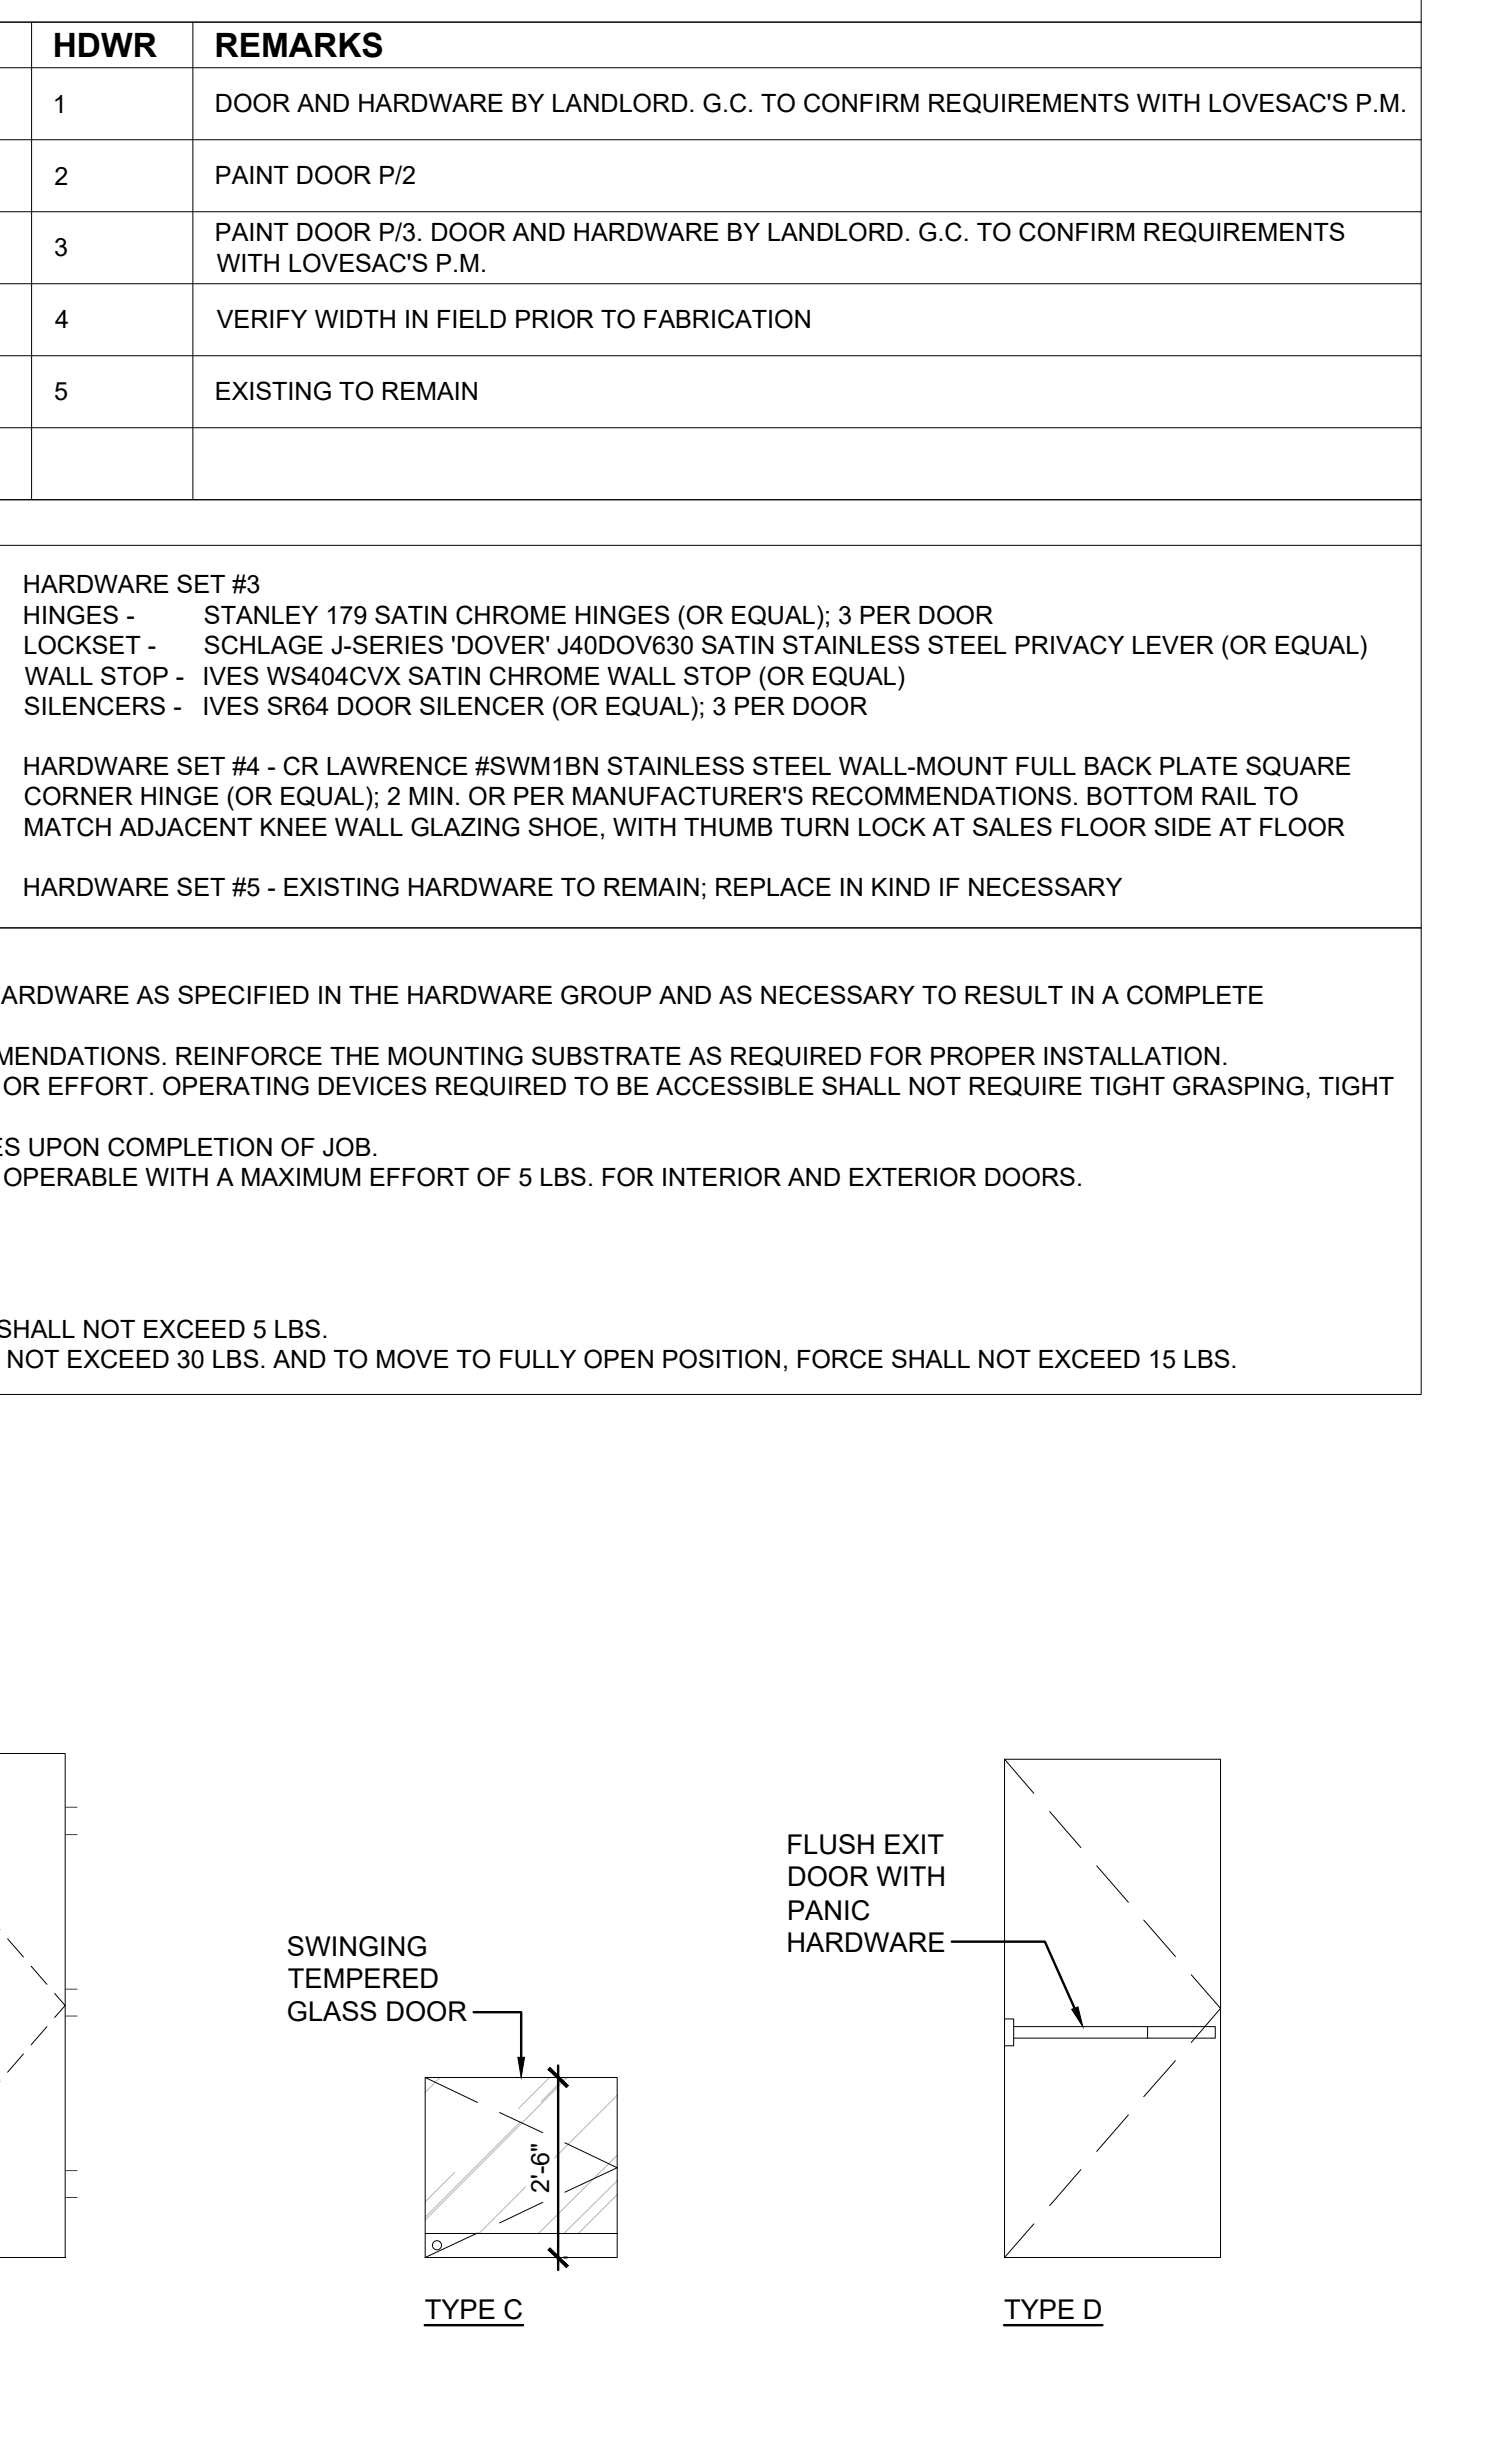 HDWR REMARKS
1 DOOR AND HARDWARE BY LANDLORD. G.C. TO CONFIRM REQUIREMENTS WITH LOVESAC'S P.M.
2 PAINT DOOR P/2
3 PAINT DOOR P/3. DOOR AND HARDWARE BY LANDLORD. G.C. TO CONFIRM REQUIREMENTS
WITH LOVESAC'S P.M.
4 VERIFY WIDTH IN FIELD PRIOR TO FABRICATION
5 EXISTING TO REMAIN
HARDWARE SET #3
HINGES - STANLEY 179 SATIN CHROME HINGES (OR EQUAL); 3 PER DOOR
LOCKSET - SCHLAGE J-SERIES 'DOVER' J40DOV630 SATIN STAINLESS STEEL PRIVACY LEVER (OR EQUAL)
WALL STOP - IVES WS404CVX SATIN CHROME WALL STOP (OR EQUAL)
SILENCERS - IVES SR64 DOOR SILENCER (OR EQUAL); 3 PER DOOR
HARDWARE SET #4 - CR LAWRENCE #SWM1BN STAINLESS STEEL WALL-MOUNT FULL BACK PLATE SQUARE
CORNER HINGE (OR EQUAL); 2 MIN. OR PER MANUFACTURER'S RECOMMENDATIONS. BOTTOM RAIL TO
MATCH ADJACENT KNEE WALL GLAZING SHOE, WITH THUMB TURN LOCK AT SALES FLOOR SIDE AT FLOOR
HARDWARE SET #5 - EXISTING HARDWARE TO REMAIN; REPLACE IN KIND IF NECESSARY
ARDWARE AS SPECIFIED IN THE HARDWARE GROUP AND AS NECESSARY TO RESULT IN A COMPLETE
MENDATIONS. REINFORCE THE MOUNTING SUBSTRATE AS REQUIRED FOR PROPER INSTALLATION.
OR EFFORT. OPERATING DEVICES REQUIRED TO BE ACCESSIBLE SHALL NOT REQUIRE TIGHT GRASPING, TIGHT
ES UPON COMPLETION OF JOB.
OPERABLE WITH A MAXIMUM EFFORT OF 5 LBS. FOR INTERIOR AND EXTERIOR DOORS.
SHALL NOT EXCEED 5 LBS.
NOT EXCEED 30 LBS. AND TO MOVE TO FULLY OPEN POSITION, FORCE SHALL NOT EXCEED 15 LBS.
SWINGING
TEMPERED
GLASS DOOR
2'-6"
TYPE C
FLUSH EXIT
DOOR WITH
PANIC
HARDWARE
TYPE D